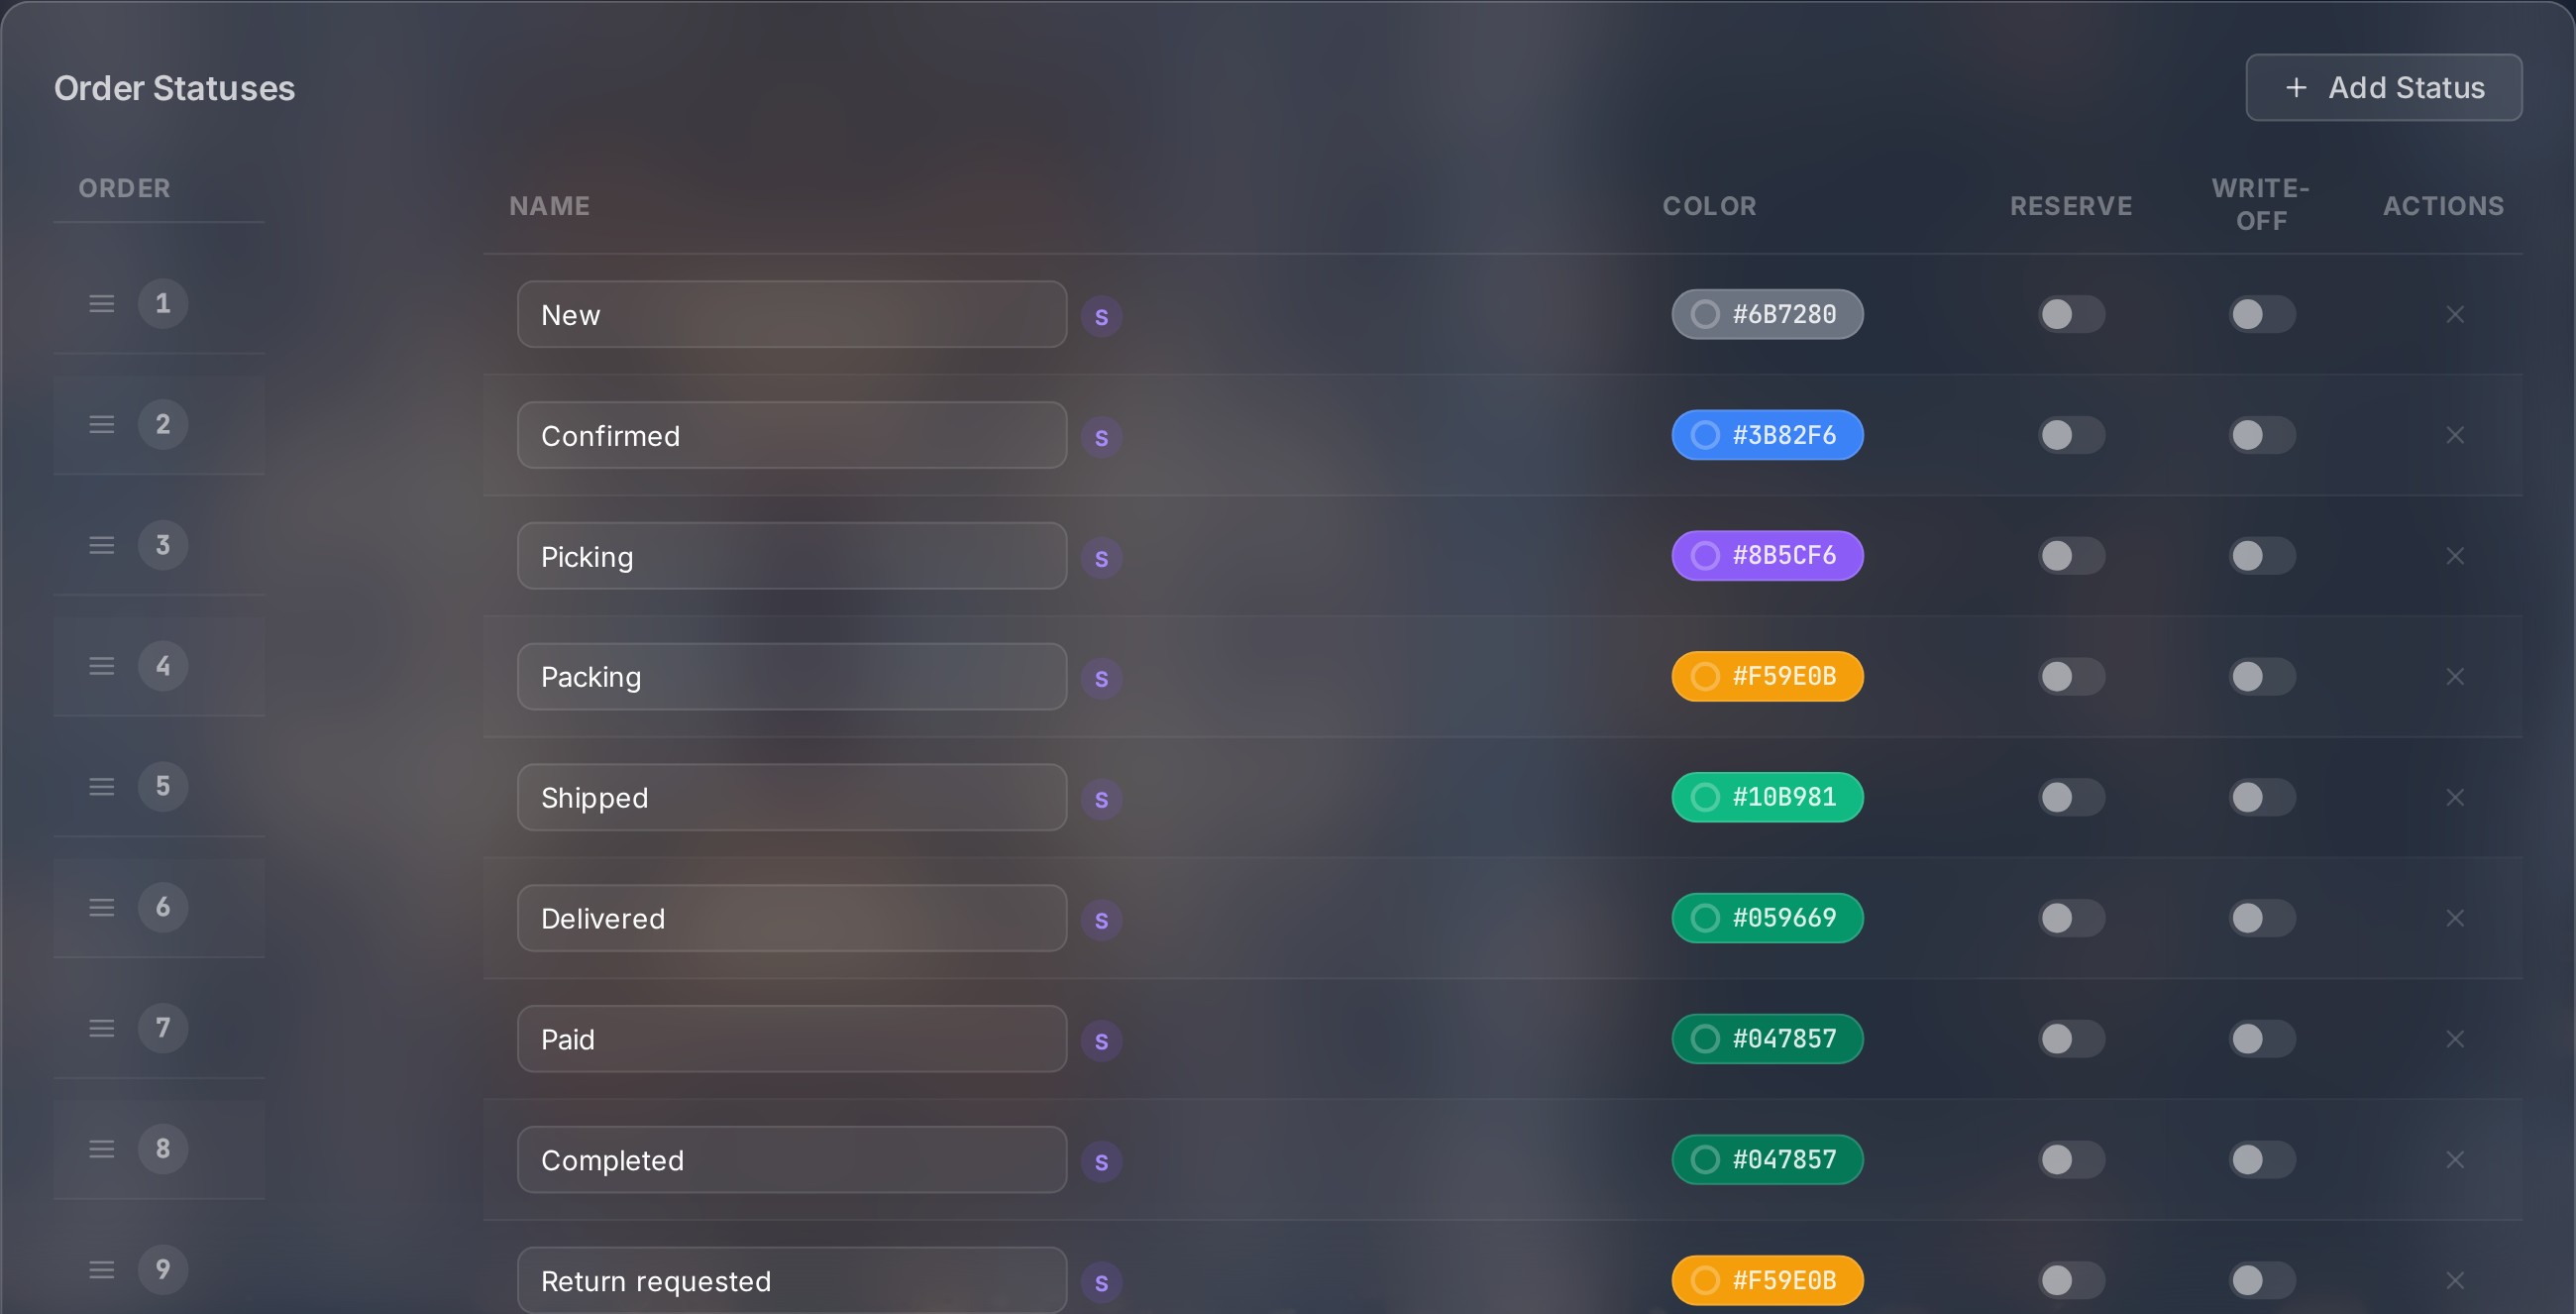 Order Statuses
+ Add Status
ORDER NAME COLOR RESERVE WRITE-
OFF ACTIONS
1 New S #6B7280
2 Confirmed S #3B82F6
3 Picking S #8B5CF6
4 Packing S #F59E0B
5 Shipped S #10B981
6 Delivered S #059669
7 Paid S #047857
8 Completed S #047857
9 Return requested S #F59E0B